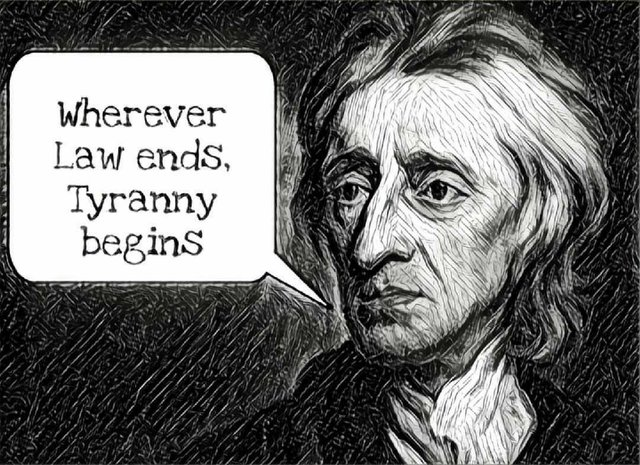 Wherever
Law ends,
Tyranny
begins